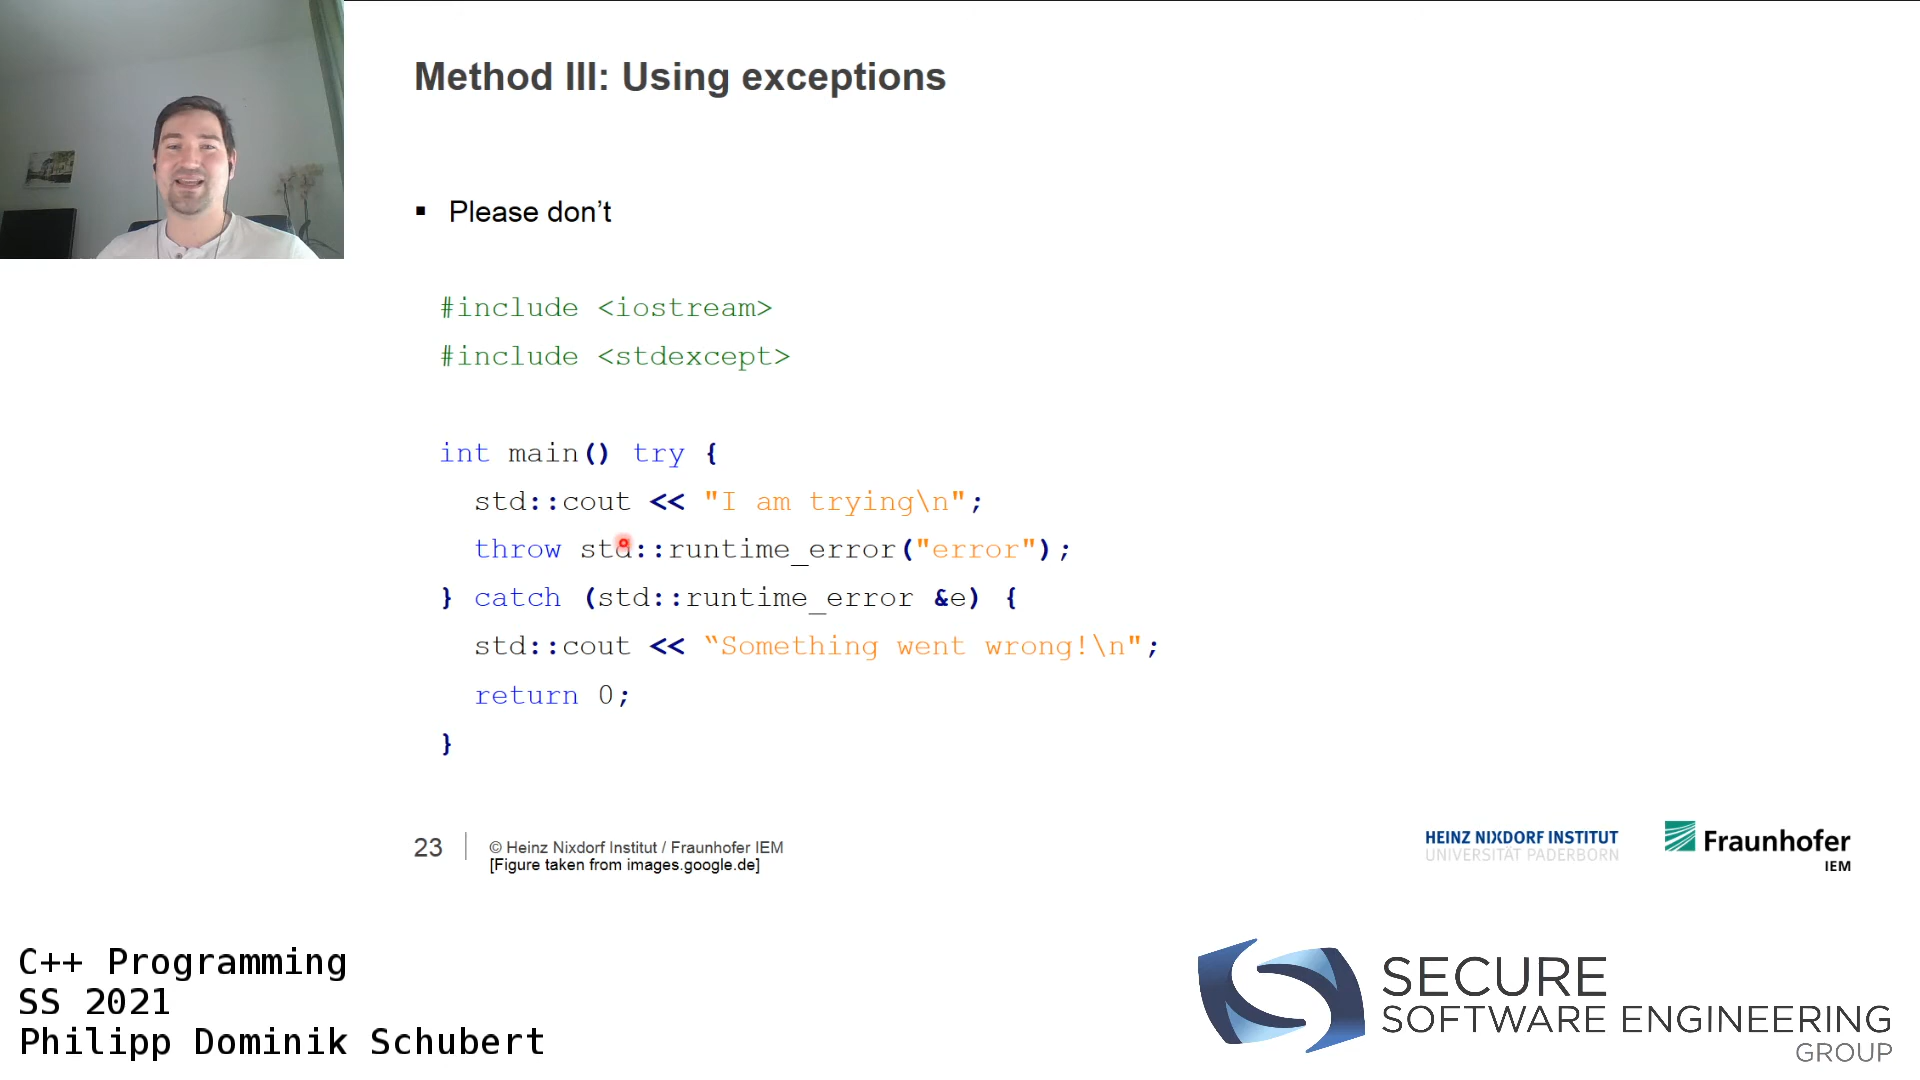 Method III: Using exceptions
▪ Please don’t
#include <iostream>
#include <stdexcept>
int main() try {
  std::cout << "I am trying\n";
  throw std::runtime_error("error");
} catch (std::runtime_error &e) {
  std::cout << “Something went wrong!\n";
  return 0;
}
23
© Heinz Nixdorf Institut / Fraunhofer IEM
[Figure taken from images.google.de]
HEINZ NIXDORF INSTITUT
UNIVERSITÄT PADERBORN
Fraunhofer
IEM
C++ Programming
SS 2021
Philipp Dominik Schubert
SECURE
SOFTWARE ENGINEERING
GROUP